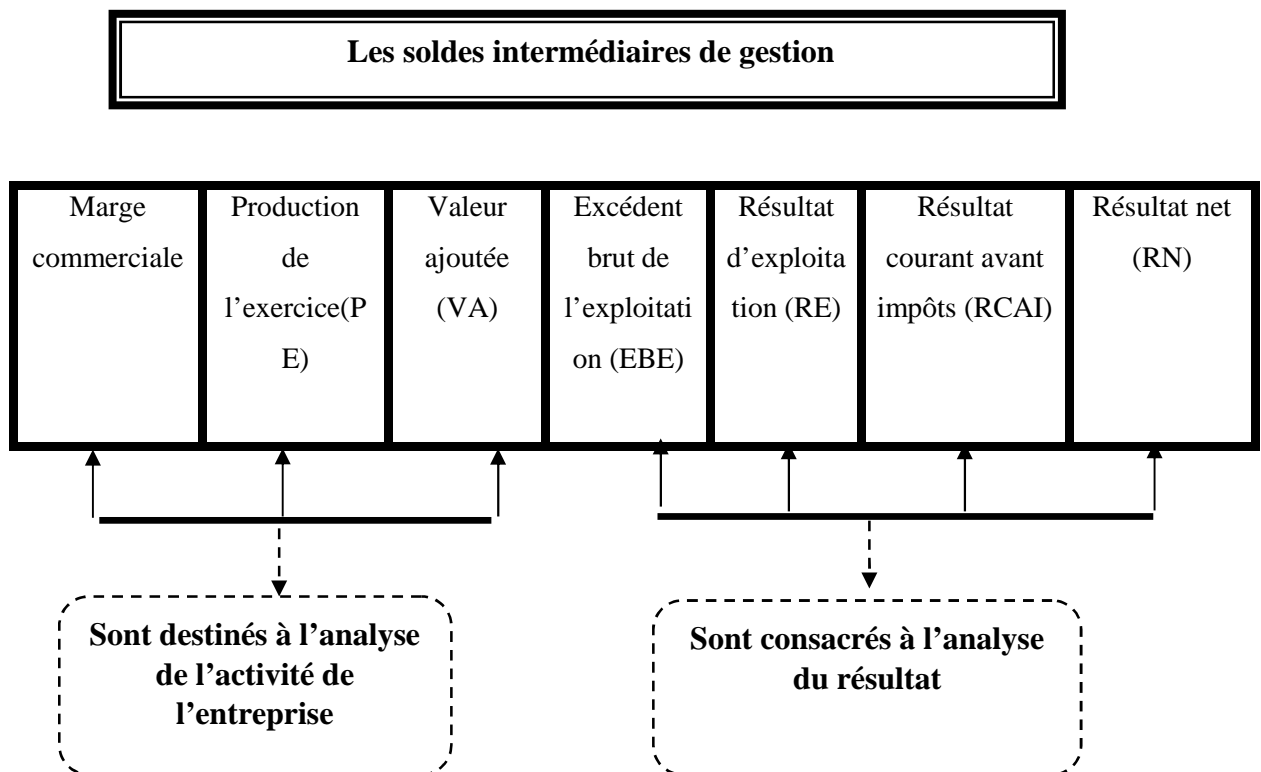 Les soldes intermédiaires de gestion
Marge
commerciale
Production
de
l’exercice(P
E)
Valeur
ajoutée
(VA)
Excédent
brut de
l’exploitati
on (EBE)
Résultat
d’exploita
tion (RE)
Résultat
courant avant
impôts (RCAI)
Résultat net
(RN)
Sont destinés à l’analyse
de l’activité de
l’entreprise
Sont consacrés à l’analyse
du résultat